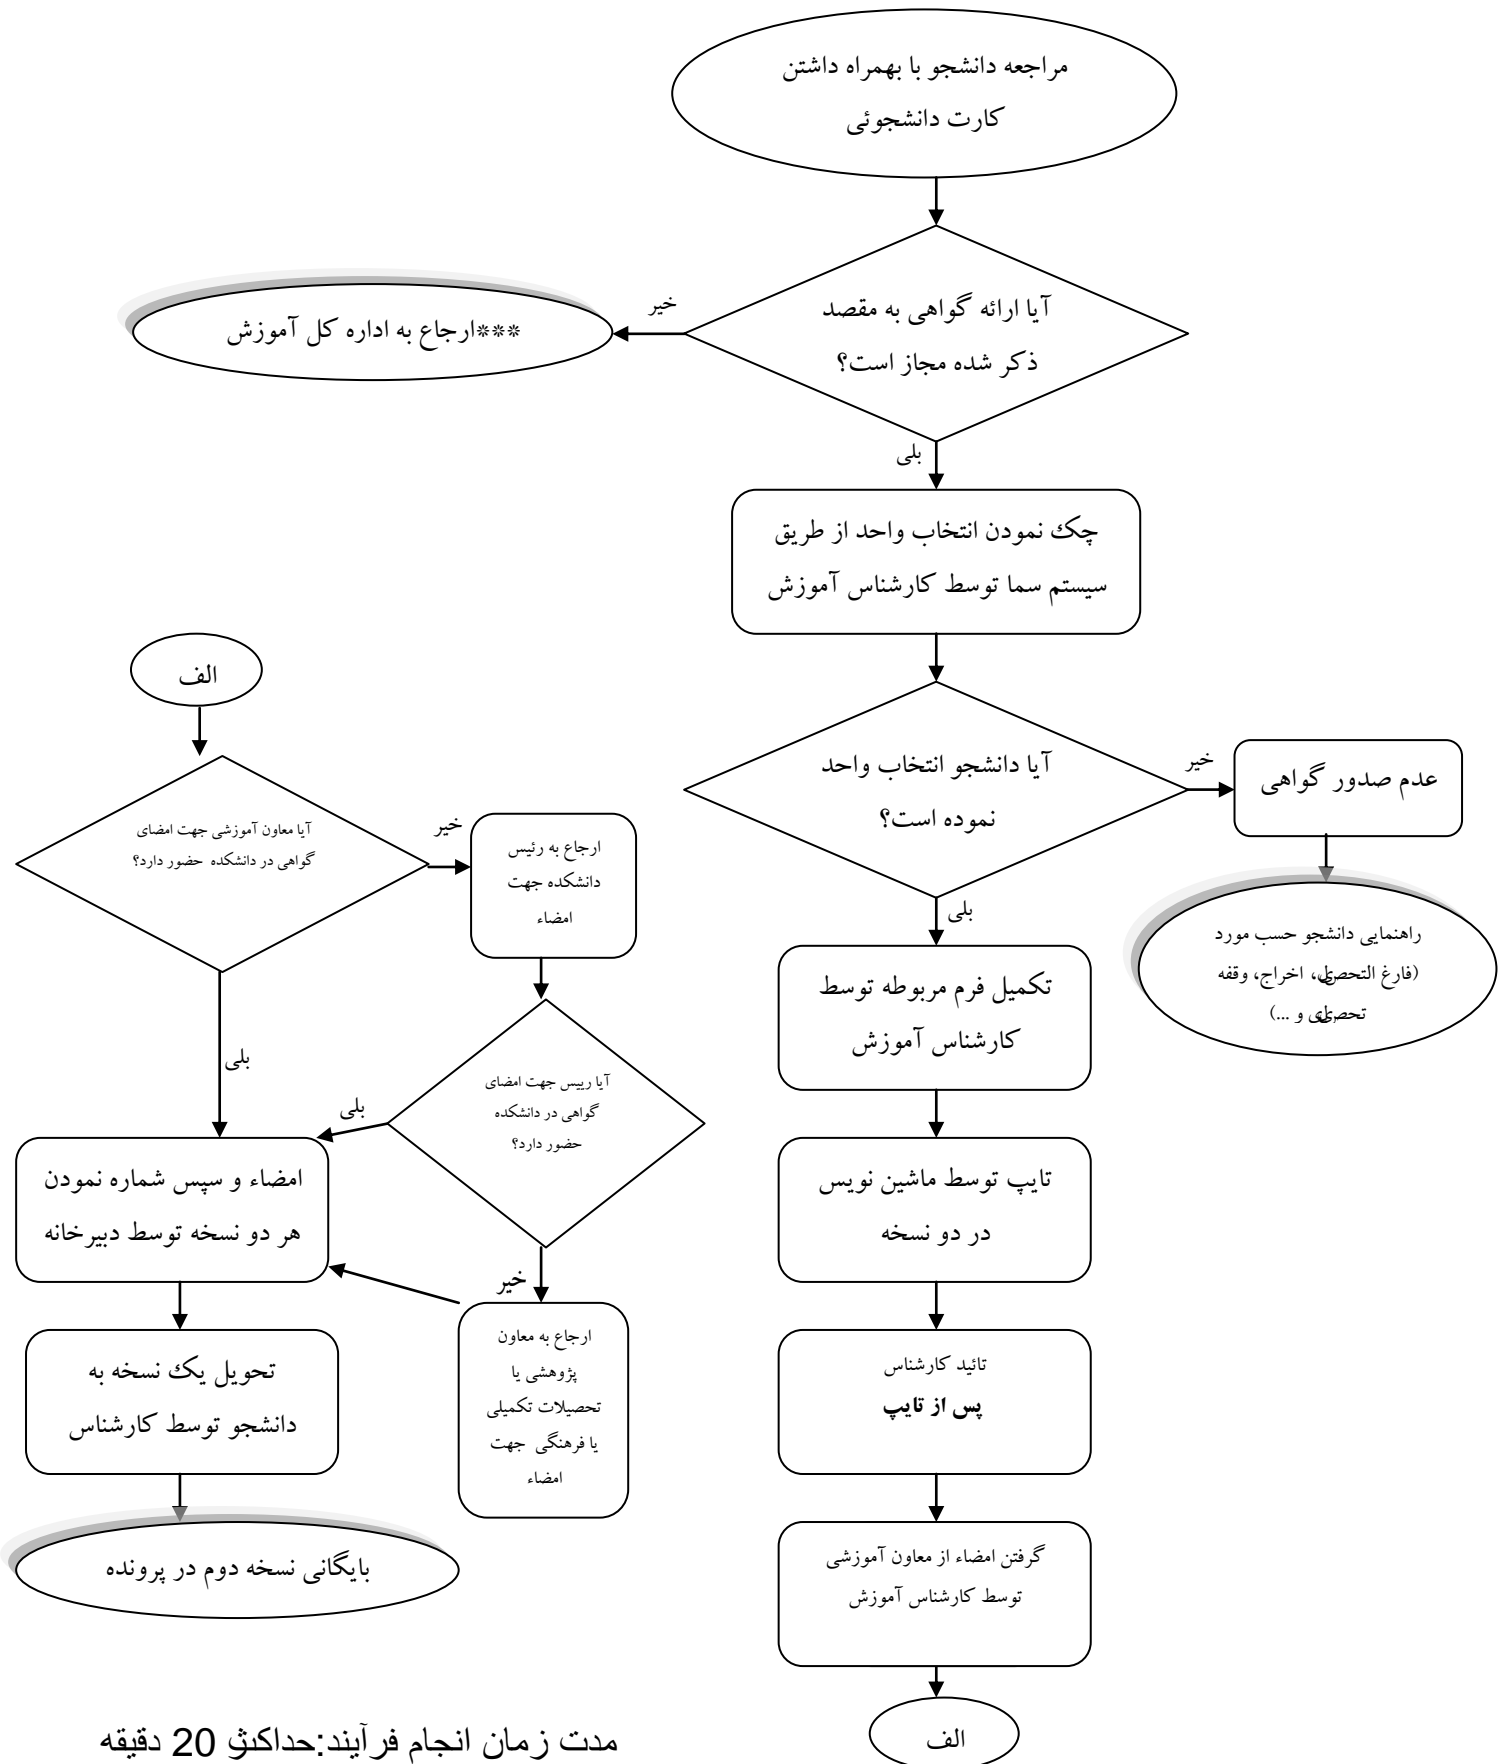 مراجعه دانشجو با بهمراه داشتن
کارت دانشجوئی
آیا ارائه گواهی به مقصد
ذکر شده مجاز است؟
خیر
***ارجاع به اداره کل آموزش
بلی
چک نمودن انتخاب واحد از طریق
سیستم سما توسط کارشناس آموزش
آیا دانشجو انتخاب واحد
نموده است؟
خیر
عدم صدور گواهی
راهنمایی دانشجو حسب مورد
(فارغ التحصیل، اخراج، وقفه
تحصیلی و ...)
بلی
تکمیل فرم مربوطه توسط
کارشناس آموزش
تایپ توسط ماشین نویس
در دو نسخه
تائید کارشناس
پس از تایپ
گرفتن امضاء از معاون آموزشی
توسط کارشناس آموزش
الف
الف
آیا معاون آموزشی جهت امضای
گواهی در دانشکده حضور دارد؟
خیر
ارجاع به رئیس
دانشکده جهت
امضاء
بلی
آیا رییس جهت امضای
گواهی در دانشکده
حضور دارد؟
بلی
خیر
ارجاع به معاون
پژوهشی یا
تحصیلات تکمیلی
یا فرهنگی جهت
امضاء
امضاء و سپس شماره نمودن
هر دو نسخه توسط دبیرخانه
تحویل یک نسخه به
دانشجو توسط کارشناس
بایگانی نسخه دوم در پرونده
مدت زمان انجام فرآیند:حداکثر 20 دقیقه